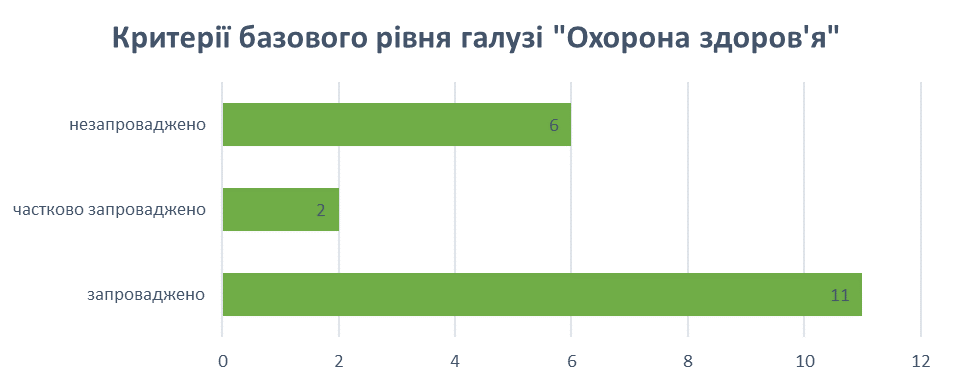 Критерії базового рівня галузі "Охорона здоров'я"
незапроваджено 6
частково запроваджено 2
запроваджено 11
0 2 4 6 8 10 12